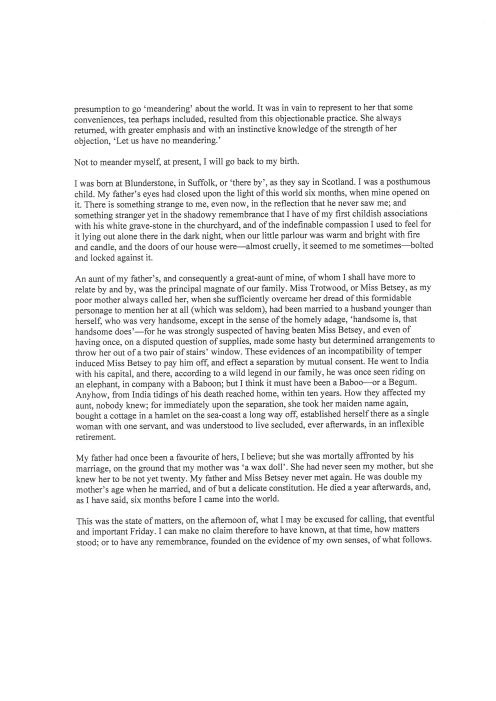 presumption to go ‘meandering’ about the world. It was in vain to represent to her that some
conveniences, tea perhaps included, resulted from this objectionable practice. She always
returned, with greater emphasis and with an instinctive knowledge of the strength of her
objection, ‘Let us have no meandering.’
Not to meander myself, at present, I will go back to my birth.
I was born at Blunderstone, in Suffolk, or ‘there by’, as they say in Scotland. I was a posthumous
child. My father’s eyes had closed upon the light of this world six months, when mine opened on
it. There is something strange to me, even now, in the reflection that he never saw me; and
something stranger yet in the shadowy remembrance that I have of my first childish associations
with his white grave-stone in the churchyard, and of the indefinable compassion I used to feel for
it lying out alone there in the dark night, when our little parlour was warm and bright with fire
and candle, and the doors of our house were—almost cruelly, it seemed to me sometimes—bolted
and locked against it.
An aunt of my father’s, and consequently a great-aunt of mine, of whom I shall have more to
relate by and by, was the principal magnate of our family. Miss Trotwood, or Miss Betsey, as my
poor mother always called her, when she sufficiently overcame her dread of this formidable
personage to mention her at all (which was seldom), had been married to a husband younger than
herself, who was very handsome, except in the sense of the homely adage, ‘handsome is, that
handsome does’—for he was strongly suspected of having beaten Miss Betsey, and even of
having once, on a disputed question of supplies, made some hasty but determined arrangements to
throw her out of a two pair of stairs’ window. These evidences of an incompatibility of temper
induced Miss Betsey to pay him off, and effect a separation by mutual consent. He went to India
with his capital, and there, according to a wild legend in our family, he was once seen riding on
an elephant, in company with a Baboon; but I think it must have been a Baboo—or a Begum.
Anyhow, from India tidings of his death reached home, within ten years. How they affected my
aunt, nobody knew; for immediately upon the separation, she took her maiden name again,
bought a cottage in a hamlet on the sea-coast a long way off, established herself there as a single
woman with one servant, and was understood to live secluded, ever afterwards, in an inflexible
retirement.
My father had once been a favourite of hers, I believe; but she was mortally affronted by his
marriage, on the ground that my mother was ‘a wax doll’. She had never seen my mother, but she
knew her to be not yet twenty. My father and Miss Betsey never met again. He was double my
mother’s age when he married, and of but a delicate constitution. He died a year afterwards, and,
as I have said, six months before I came into the world.
This was the state of matters, on the afternoon of, what I may be excused for calling, that eventful
and important Friday. I can make no claim therefore to have known, at that time, how matters
stood; or to have any remembrance, founded on the evidence of my own senses, of what follows.